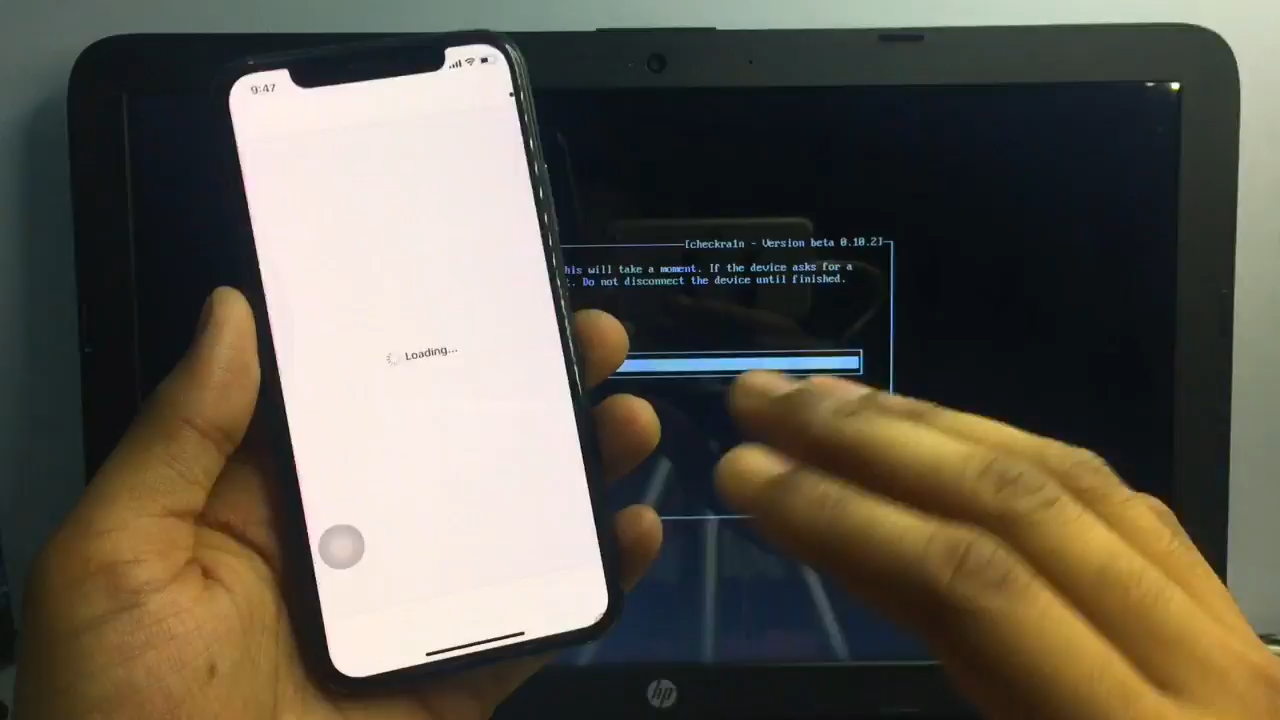 9:47
Loading...
[checkra1n - Version beta 0.10.2]
his will take a moment. If the device asks for a
. Do not disconnect the device until finished.
hp